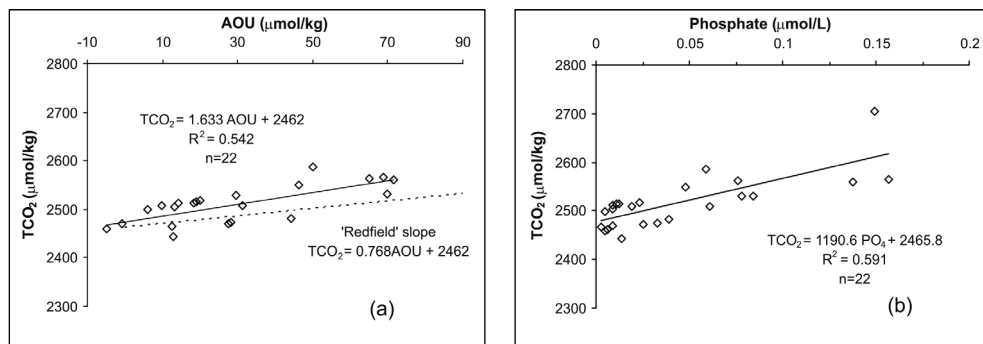 AOU (μmol/kg)
-10 10 30 50 70 90
2800
2700
2600
2500
2400
2300
TCO2 (μmol/kg)
TCO2 = 1.633 AOU + 2462
R2 = 0.542
n=22
'Redfield' slope
TCO2 = 0.768AOU + 2462
(a)
Phosphate (μmol/L)
0 0.05 0.1 0.15 0.2
2800
2700
2600
2500
2400
2300
TCO2 (μmol/kg)
TCO2 = 1190.6 PO4 + 2465.8
R2 = 0.591
n=22
(b)